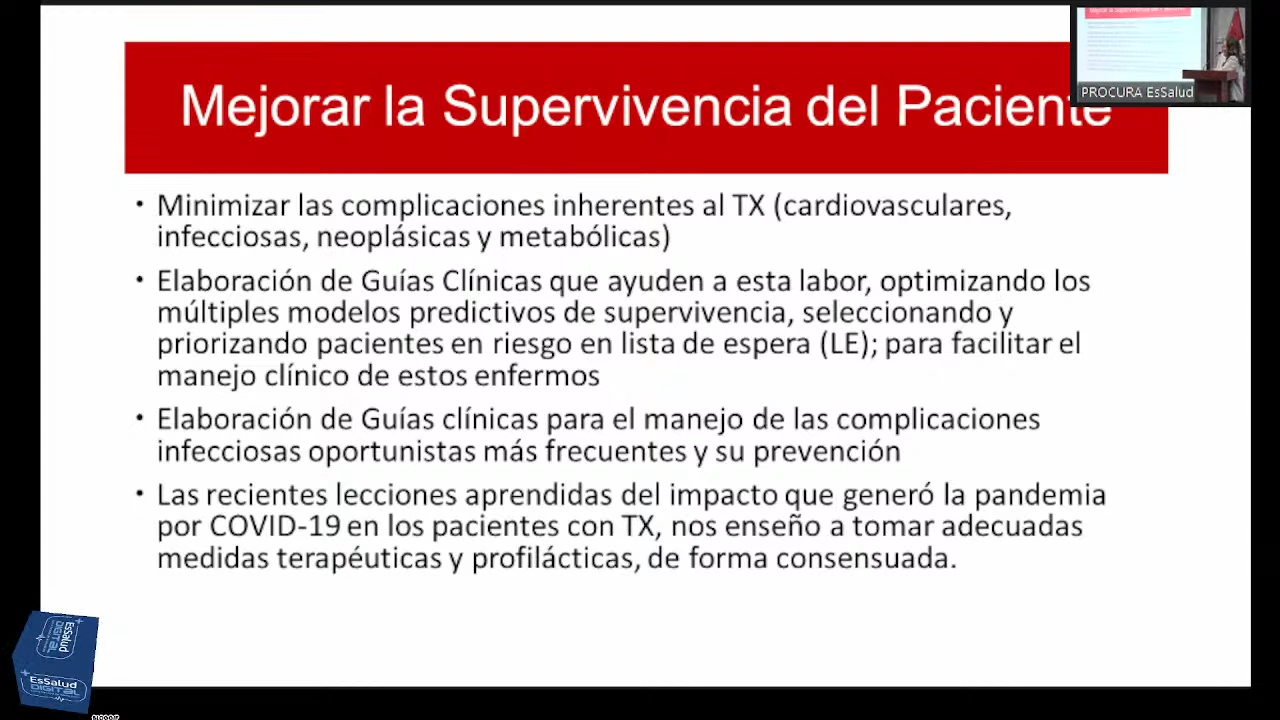 Mejorar la Supervivencia del Paciente
PROCURA EsSalud
• Minimizar las complicaciones inherentes al TX (cardiovasculares,
infecciosas, neoplásicas y metabólicas)
• Elaboración de Guías Clínicas que ayuden a esta labor, optimizando los
múltiples modelos predictivos de supervivencia, seleccionando y
priorizando pacientes en riesgo en lista de espera (LE); para facilitar el
manejo clínico de estos enfermos
• Elaboración de Guías clínicas para el manejo de las complicaciones
infecciosas oportunistas más frecuentes y su prevención
• Las recientes lecciones aprendidas del impacto que generó la pandemia
por COVID-19 en los pacientes con TX, nos enseño a tomar adecuadas
medidas terapéuticas y profilácticas, de forma consensuada.
EsSalud
DIGITAL
EsSalud
DIGITAL